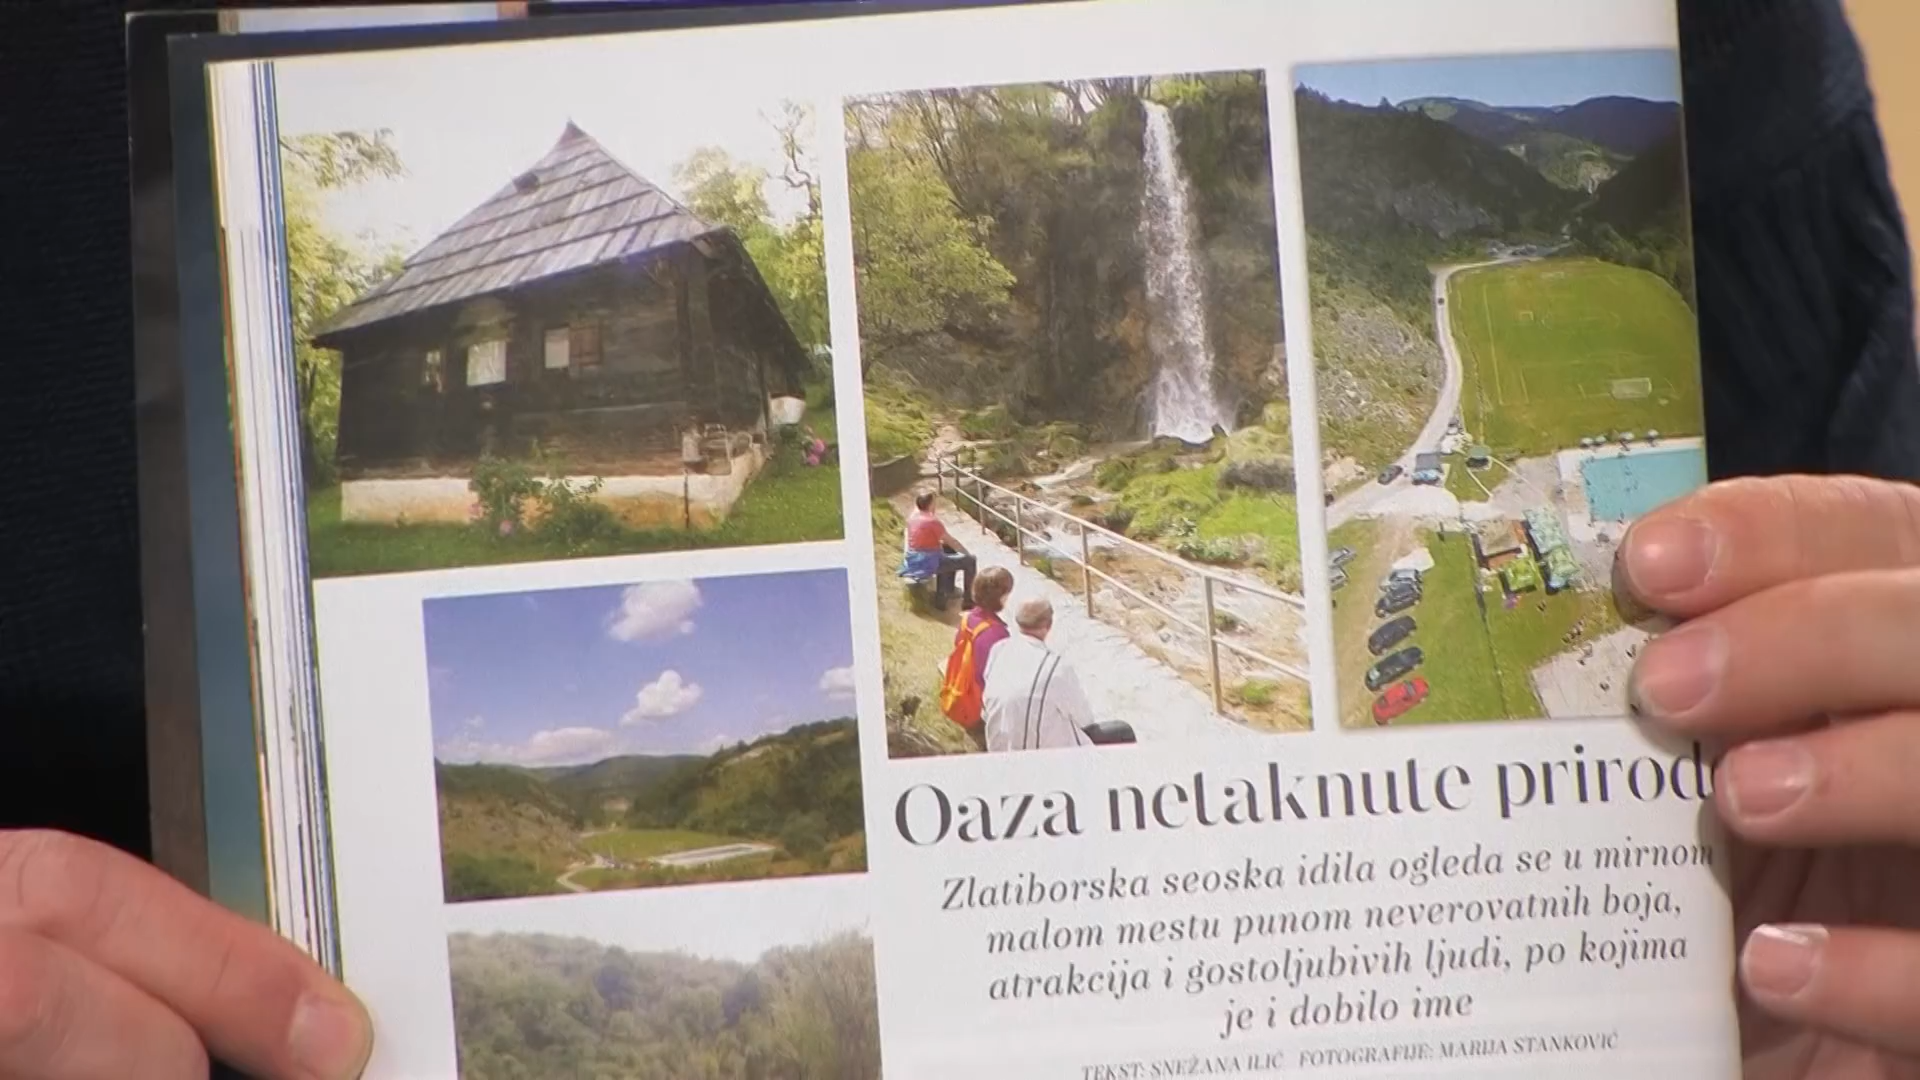 Oaza netaknute prirod
Zlatiborska seoska idila ogleda se u mirnom
malom mestu punom neverovatnih boja,
atrakcija i gostoljubivih ljudi, po kojima
je i dobilo ime
TEKST: SNEŽANA ILIĆ FOTOGRAFIJE: MARIJA STANKOVIĆ